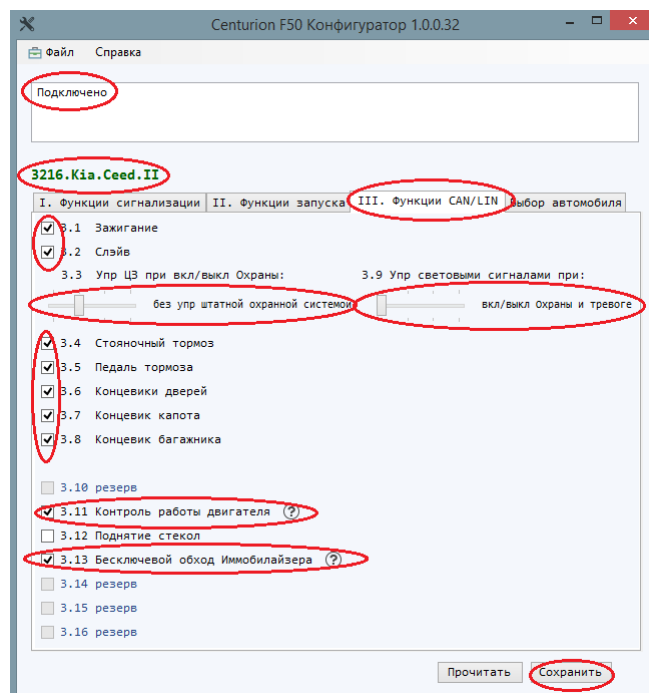 Centurion F50 Конфигуратор 1.0.0.32
Файл Справка
Подключено
3216.Kia.Ceed.II
I. Функции сигнализации II. Функции запуска III. Функции CAN/LIN Выбор автомобиля
3.1 Зажигание
3.2 Слэйв
3.3 Упр ЦЗ при вкл/выкл Охраны: 3.9 Упр световыми сигналами при:
без упр штатной охранной системой вкл/выкл Охраны и тревоге
3.4 Стояночный тормоз
3.5 Педаль тормоза
3.6 Концевики дверей
3.7 Концевик капота
3.8 Концевик багажника
3.10 резерв
3.11 Контроль работы двигателя ?
3.12 Поднятие стекол
3.13 Бесключевой обход Иммобилайзера ?
3.14 резерв
3.15 резерв
3.16 резерв
Прочитать Сохранить